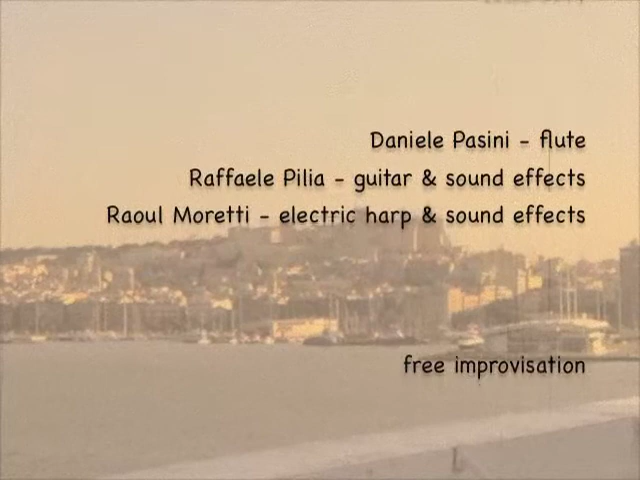 Daniele Pasini - flute
Raffaele Pilia - guitar & sound effects
Raoul Moretti - electric harp & sound effects
free improvisation